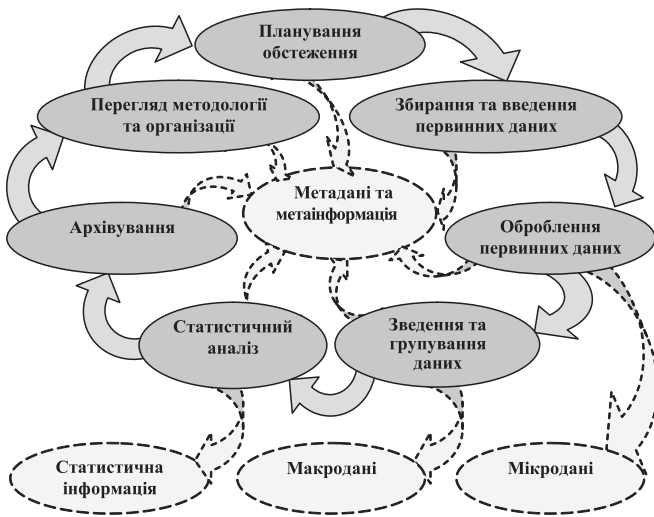 Планування
обстеження
Перегляд методології
та організації
Збирання та введення
первинних даних
Метадані та
метаінформація
Архівування
Оброблення
первинних даних
Статистичний
аналіз
Зведення та
групування
даних
Статистична
інформація
Макродані
Мікродані